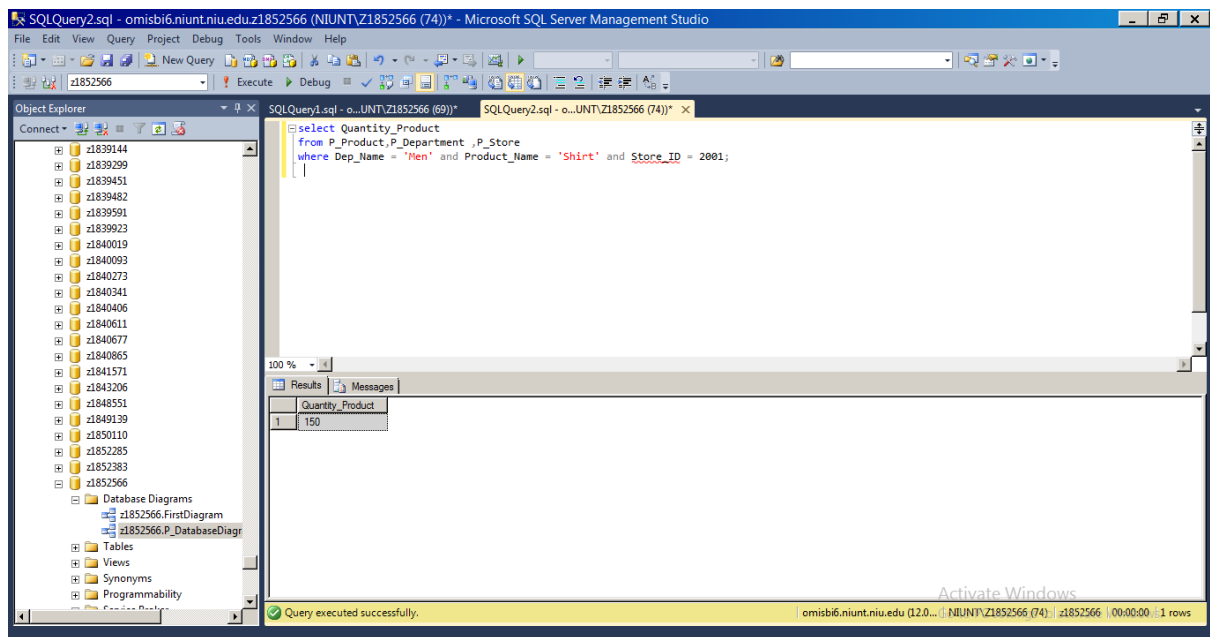 SQLQuery2.sql - omisbi6.niunt.niu.edu.z1852566 (NIUNT\Z1852566 (74))* - Microsoft SQL Server Management Studio
File Edit View Query Project Debug Tools Window Help
New Query
z1852566 Execute Debug
Object Explorer
SQLQuery1.sql - o...UNT\Z1852566 (69))* SQLQuery2.sql - o...UNT\Z1852566 (74))*
Connect
z1839144
z1839299
z1839451
z1839482
z1839591
z1839923
z1840019
z1840093
z1840273
z1840341
z1840406
z1840611
z1840677
z1840865
z1841571
z1843206
z1848551
z1849139
z1850110
z1852285
z1852383
z1852566
Database Diagrams
z1852566.FirstDiagram
z1852566.P_DatabaseDiagr
Tables
Views
Synonyms
Programmability
select Quantity_Product
from P_Product,P_Department ,P_Store
where Dep_Name = 'Men' and Product_Name = 'Shirt' and Store_ID = 2001;
100 %
Results Messages
Quantity_Product
1 150
Activate Windows
Query executed successfully. omisbi6.niunt.niu.edu (12.0... NIUNT\Z1852566 (74) z1852566 00:00:00 1 rows